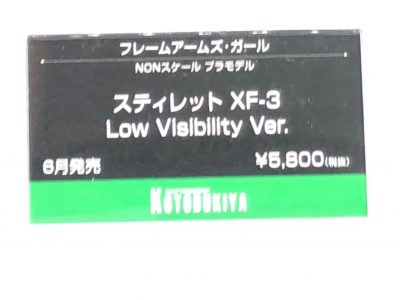 フレームアームズ・ガール
NONスケール プラモデル
スティレット XF-3
Low Visibility Ver.
6月発売 ¥5,800(税抜)
KOTOBUKIYA